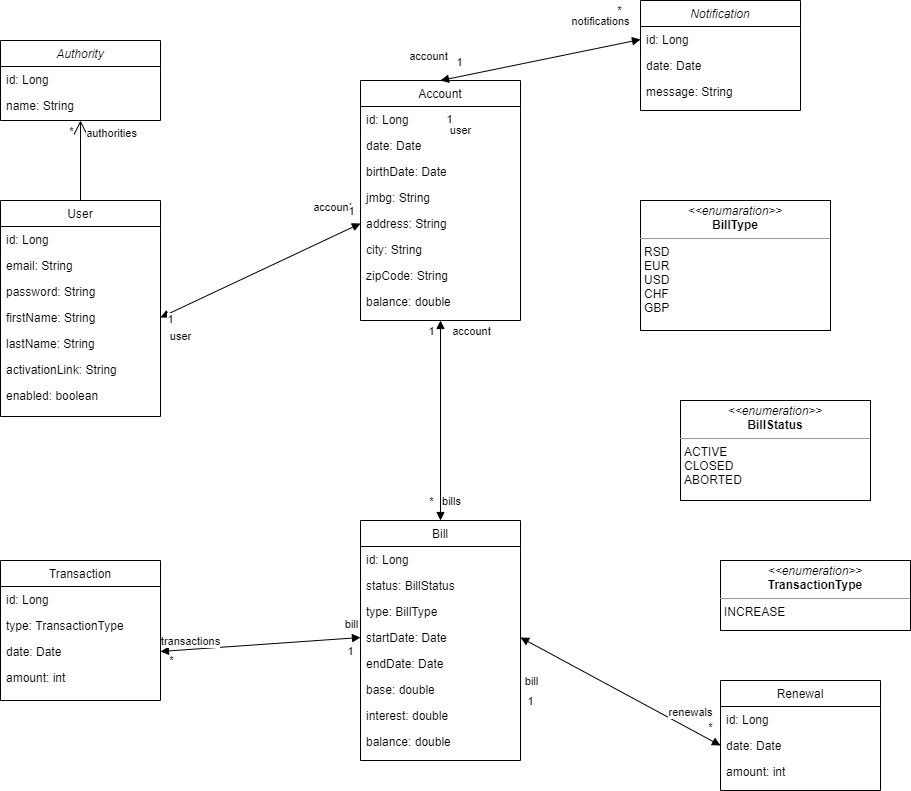 Authority
id: Long
name: String
* authorities
User
id: Long
email: String
password: String
firstName: String
lastName: String
activationLink: String
enabled: boolean
account
1
1
user
account
1
*
notifications
Notification
id: Long
date: Date
message: String
Account
id: Long
date: Date
birthDate: Date
jmbg: String
address: String
city: String
zipCode: String
balance: double
1
user
1 account
* bills
<<enumaration>>
BillType
RSD
EUR
USD
CHF
GBP
<<enumeration>>
BillStatus
ACTIVE
CLOSED
ABORTED
Bill
id: Long
status: BillStatus
type: BillType
startDate: Date
endDate: Date
base: double
interest: double
balance: double
Transaction
id: Long
type: TransactionType
date: Date
amount: int
transactions
*
bill
1
<<enumeration>>
TransactionType
INCREASE
bill
1
renewals
*
Renewal
id: Long
date: Date
amount: int